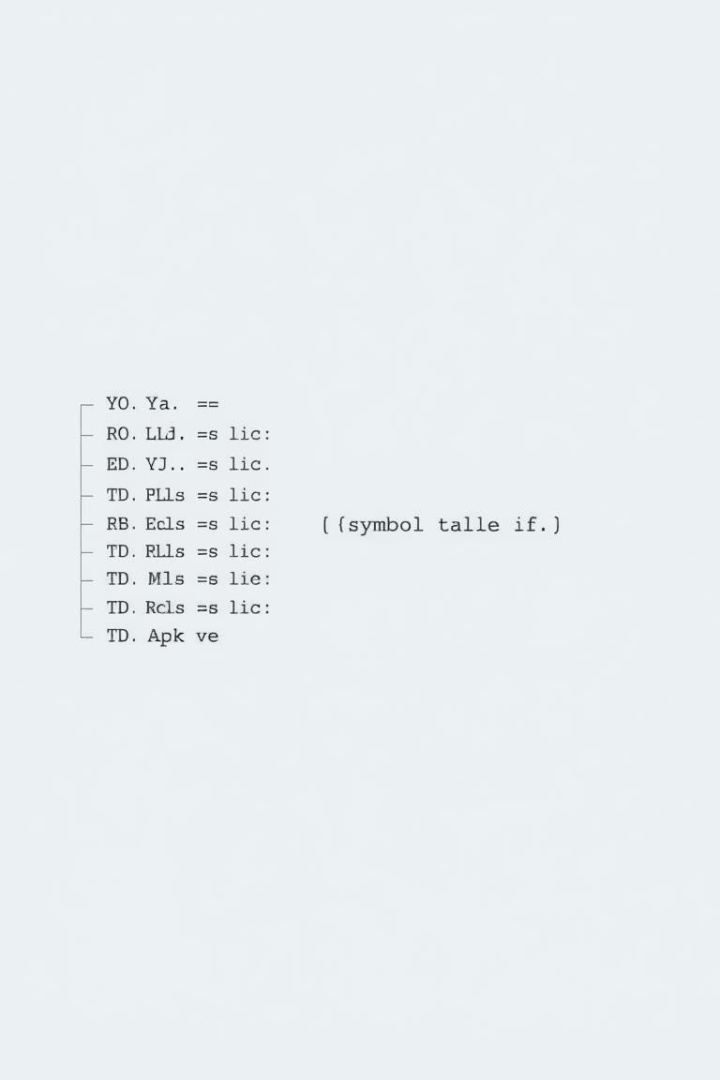 YO. Ya. ==
RO. LLJ. =s lic:
ED. YJ.. =s lic.
TD. PLls =s lic:
RB. Ecls =s lic:
TD. RLls =s lic:
TD. Mls =s lie:
TD. Rcls =s lic:
TD. Apk ve
[{symbol talle if.)